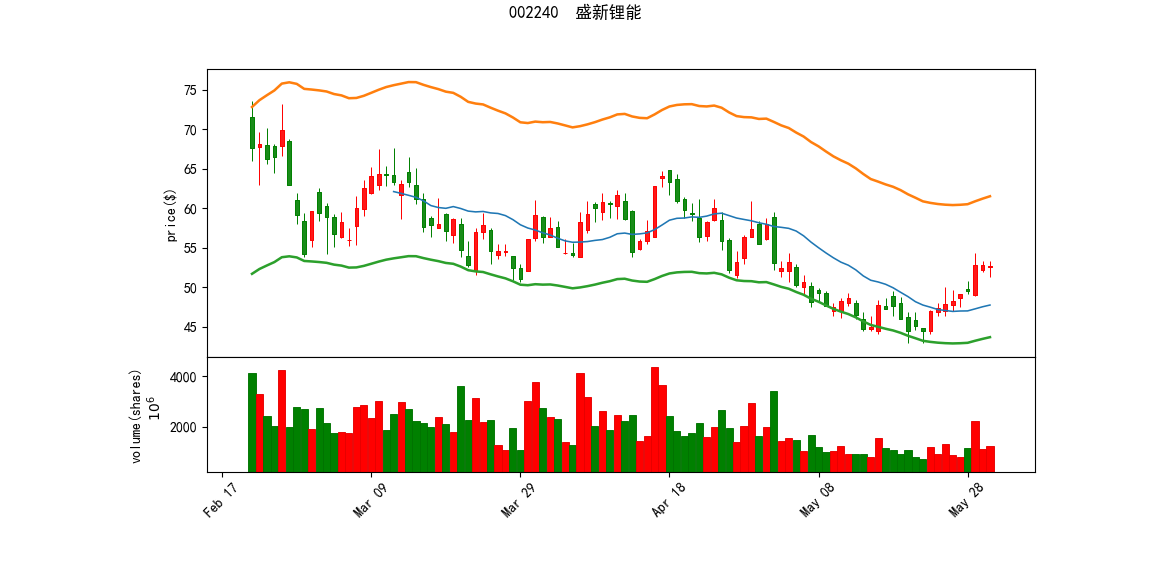 002240 盛新锂能
price($)
75
70
65
60
55
50
45
volume(shares)
10^6
4000
2000
Feb 17
Mar 09
Mar 29
Apr 18
May 08
May 28